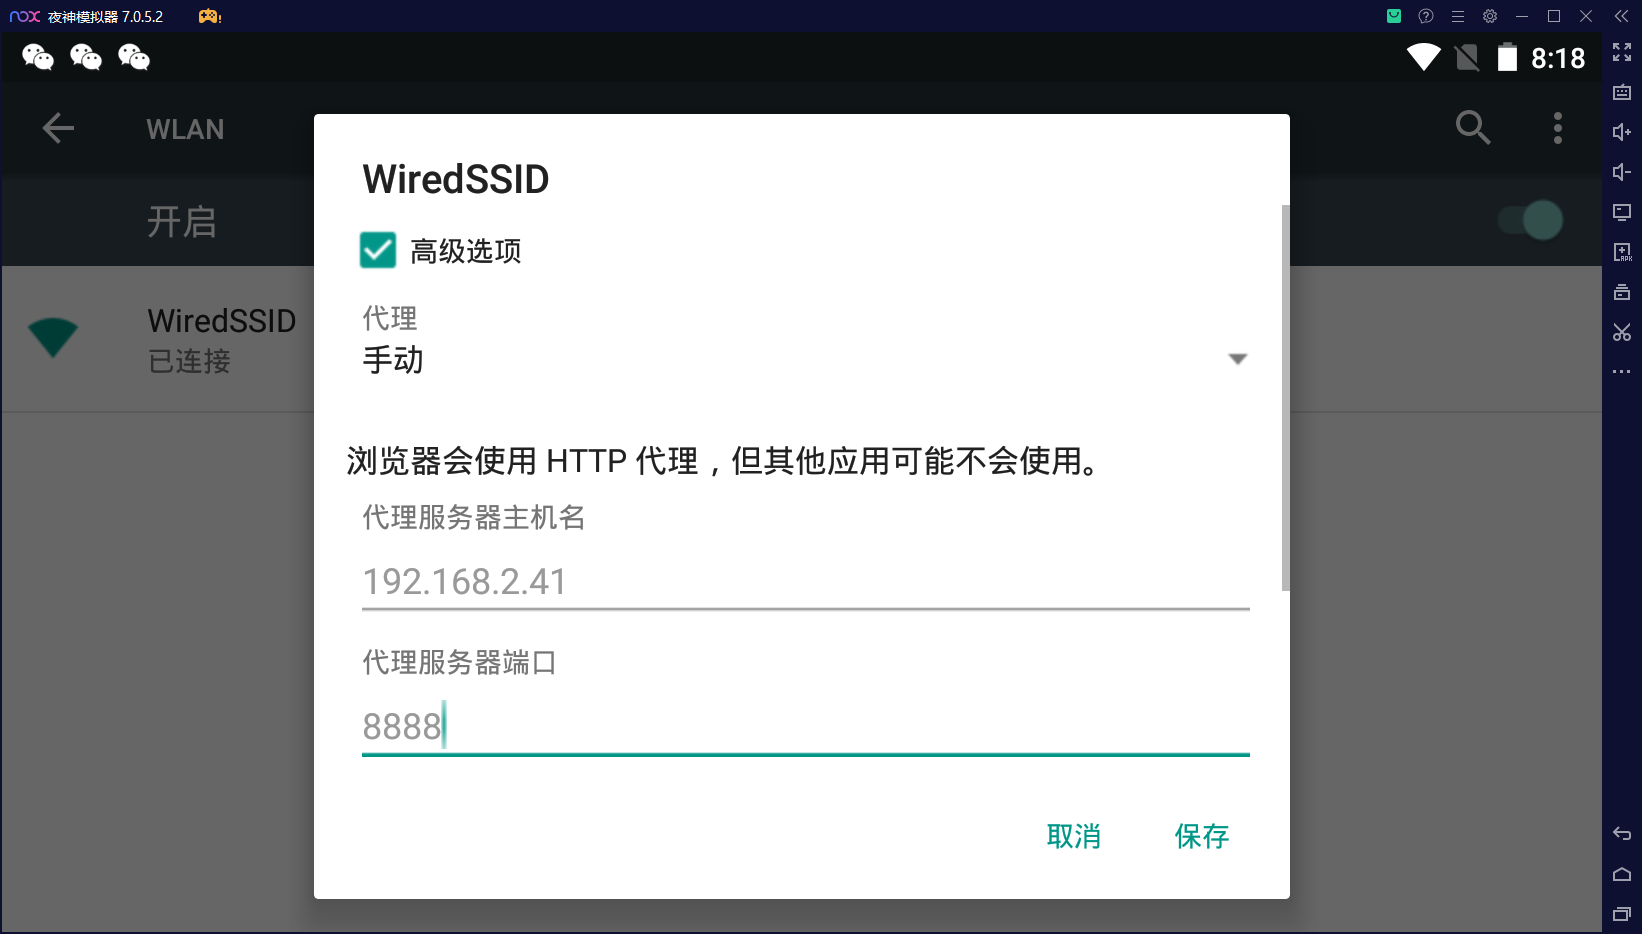 nox 夜神模拟器 7.0.5.2
8:18
WLAN
开启
WiredSSID
已连接
WiredSSID
高级选项
代理
手动
浏览器会使用 HTTP 代理，但其他应用可能不会使用。
代理服务器主机名
192.168.2.41
代理服务器端口
8888
取消
保存
APK